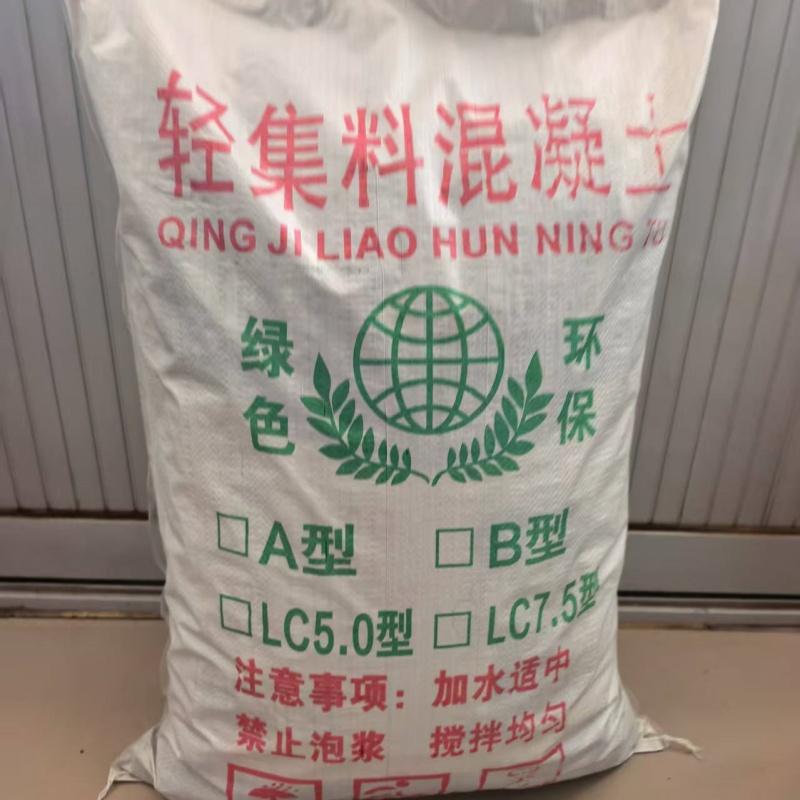 轻集料混凝土
QING JI LIAO HUN NING TU
绿色 环保
□A型 □B型
□LC5.0型 □LC7.5型
注意事项：加水适中
禁止泡浆 搅拌均匀